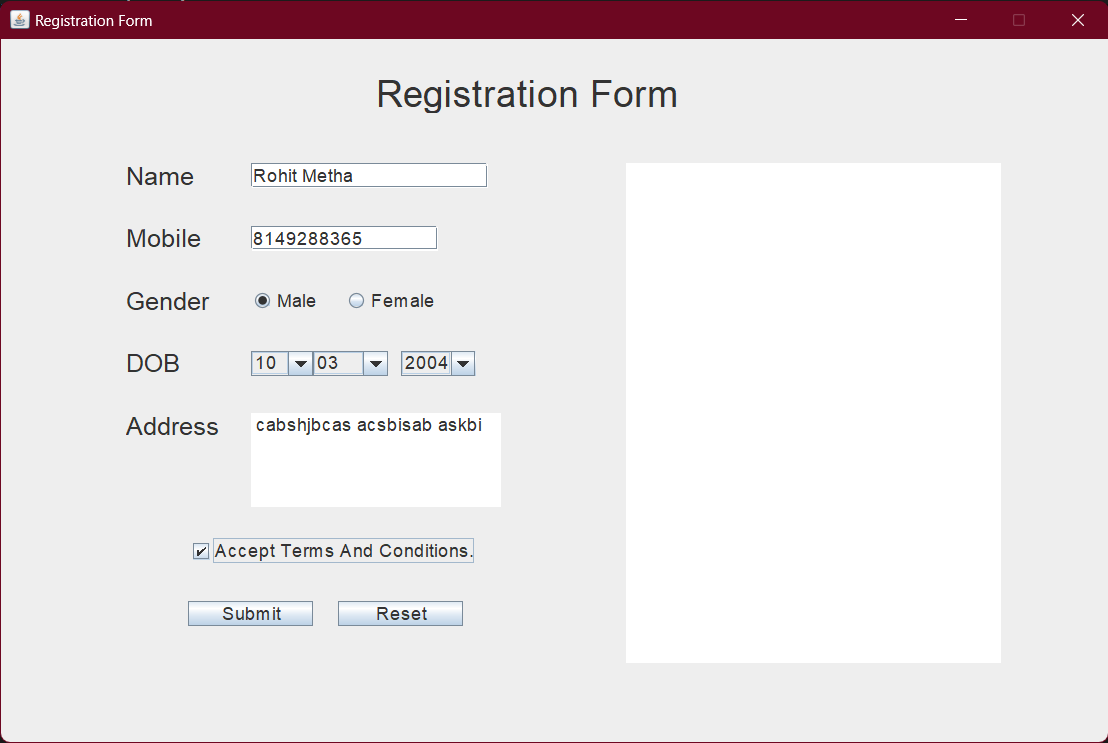 Registration Form
Registration Form
Name Rohit Metha
Mobile 8149288365
Gender Male Female
DOB 10 03 2004
Address cabshjbcas acsbisab askbi
Accept Terms And Conditions.
Submit Reset